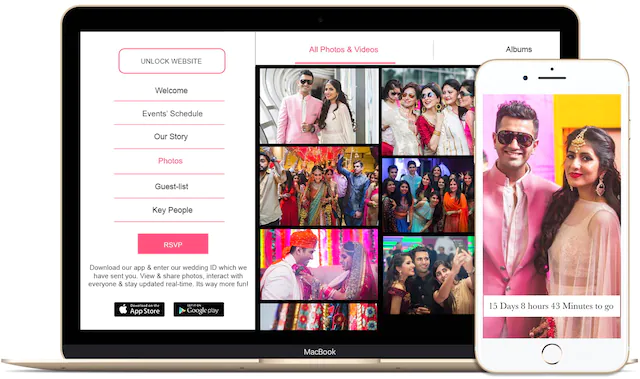 UNLOCK WEBSITE
Welcome
Events' Schedule
Our Story
Photos
Guest-list
Key People
RSVP
Download our app & enter our wedding ID which we
have sent you. View & share photos, interact with
everyone & stay updated real-time. Its way more fun!
Download on the
App Store
GET IT ON
Google play
All Photos & Videos
Albums
MacBook
15 Days 8 hours 43 Minutes to go